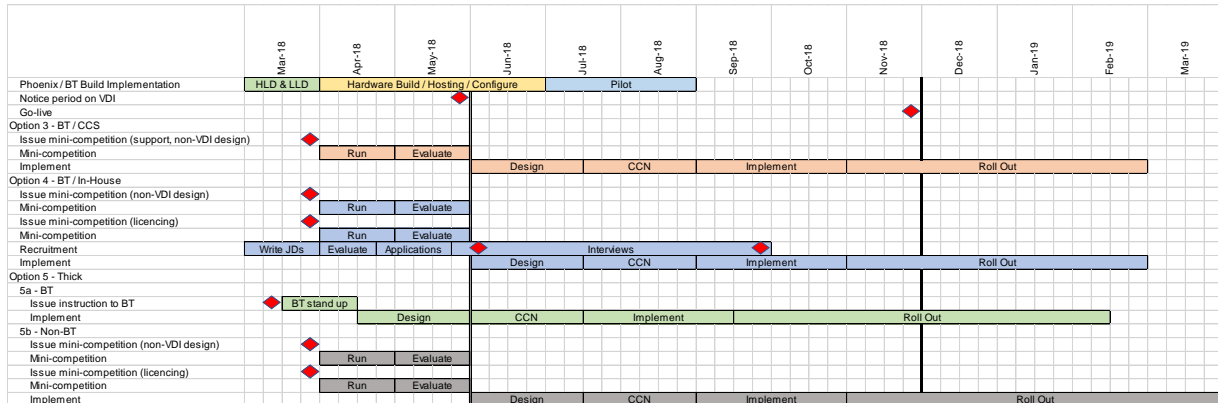 Mar-18 Apr-18 May-18 Jun-18 Jul-18 Aug-18 Sep-18 Oct-18 Nov-18 Dec-18 Jan-19 Feb-19 Mar-19
Phoenix / BT Build Implementation HLD & LLD Hardware Build / Hosting / Configure Pilot
Notice period on VDI
Go-live
Option 3 - BT / CCS
Issue mini-competition (support, non-VDI design)
Mini-competition Run Evaluate
Implement Design CCN Implement Roll Out
Option 4 - BT / In-House
Issue mini-competition (non-VDI design)
Mini-competition Run Evaluate
Issue mini-competition (licencing)
Mini-competition Run Evaluate
Recruitment Write JDs Evaluate Applications Interviews
Implement Design CCN Implement Roll Out
Option 5 - Thick
5a - BT
Issue instruction to BT BT stand up
Implement Design CCN Implement Roll Out
5b - Non-BT
Issue mini-competition (non-VDI design)
Mini-competition Run Evaluate
Issue mini-competition (licencing)
Mini-competition Run Evaluate
Implement Design CCN Implement Roll Out